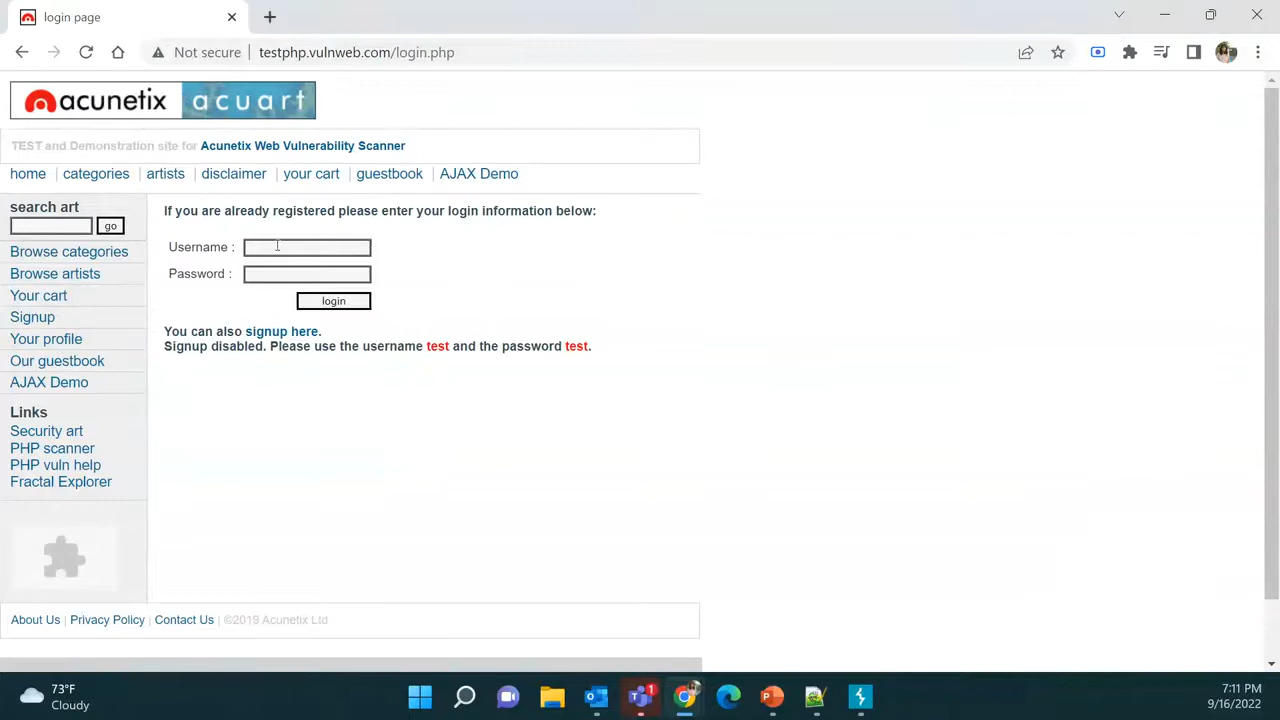 login page
Not secure
testphp.vulnweb.com/login.php
acunetix acuart
TEST and Demonstration site for Acunetix Web Vulnerability Scanner
home | categories | artists | disclaimer | your cart | guestbook | AJAX Demo
search art
go
Browse categories
Browse artists
Your cart
Signup
Your profile
Our guestbook
AJAX Demo
Links
Security art
PHP scanner
PHP vuln help
Fractal Explorer
If you are already registered please enter your login information below:
Username :
Password :
login
You can also signup here.
Signup disabled. Please use the username test and the password test.
About Us | Privacy Policy | Contact Us | ©2019 Acunetix Ltd
73°F
Cloudy
1
7:11 PM
9/16/2022